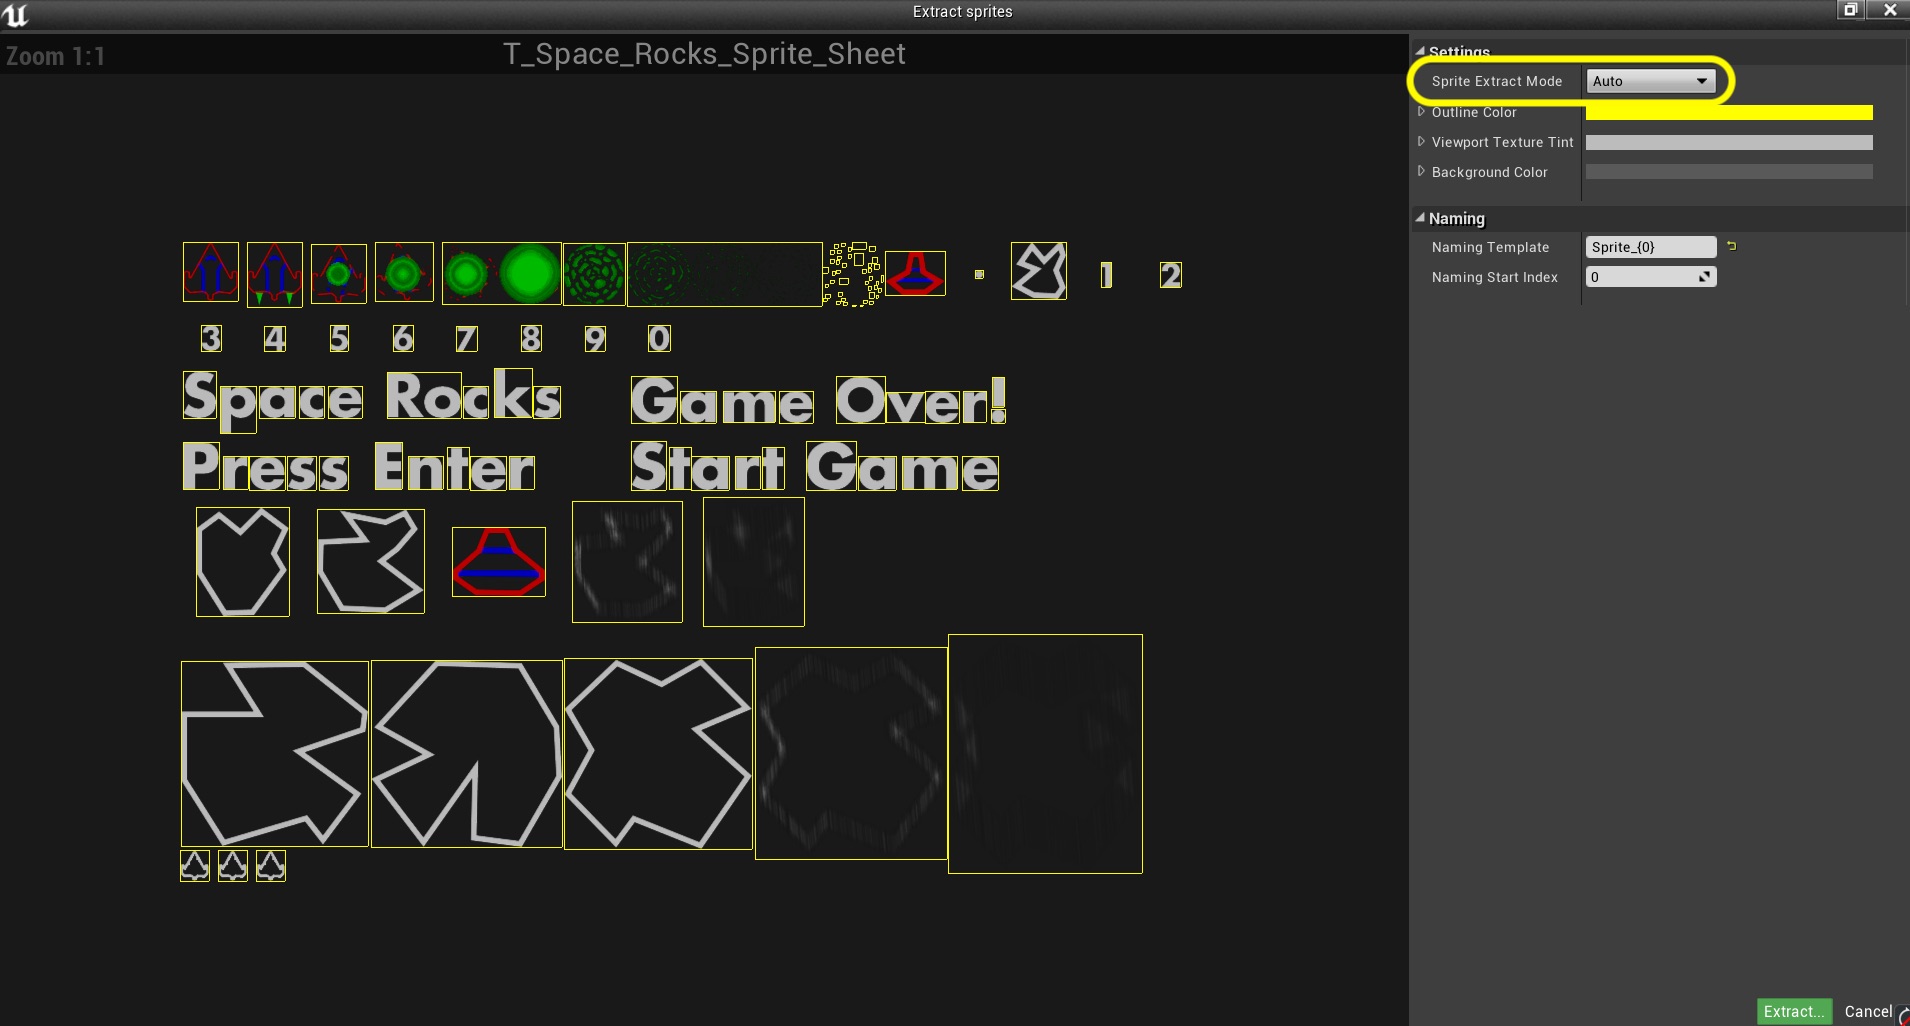 Extract sprites
Zoom 1:1
T_Space_Rocks_Sprite_Sheet
Settings
Sprite Extract Mode
Auto
Outline Color
Viewport Texture Tint
Background Color
Naming
Naming Template
Sprite_{0}
Naming Start Index
0
1 2
3 4 5 6 7 8 9 0
Space Rocks Game Over!
Press Enter Start Game
Extract... Cancel